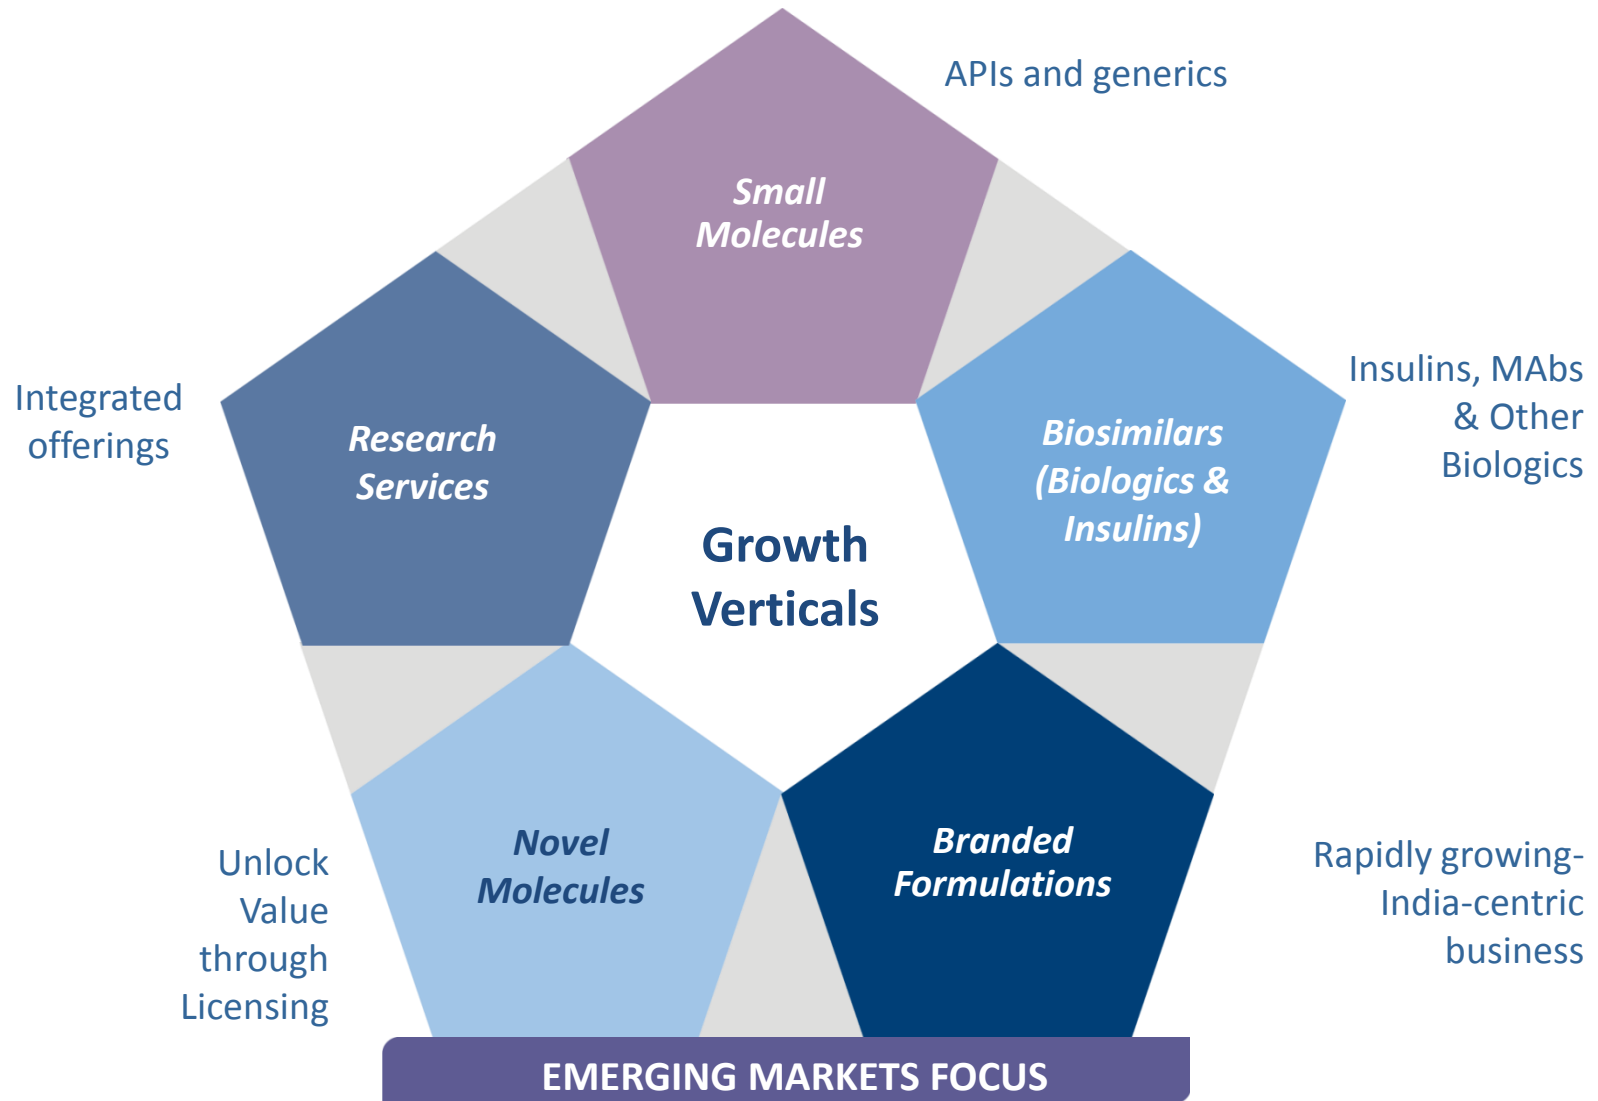 APIs and generics
Small
Molecules
Integrated
offerings
Research
Services
Growth
Verticals
Biosimilars
(Biologics &
Insulins)
Insulins, MAbs
& Other
Biologics
Unlock
Value
through
Licensing
Novel
Molecules
Branded
Formulations
Rapidly growing-
India-centric
business
EMERGING MARKETS FOCUS